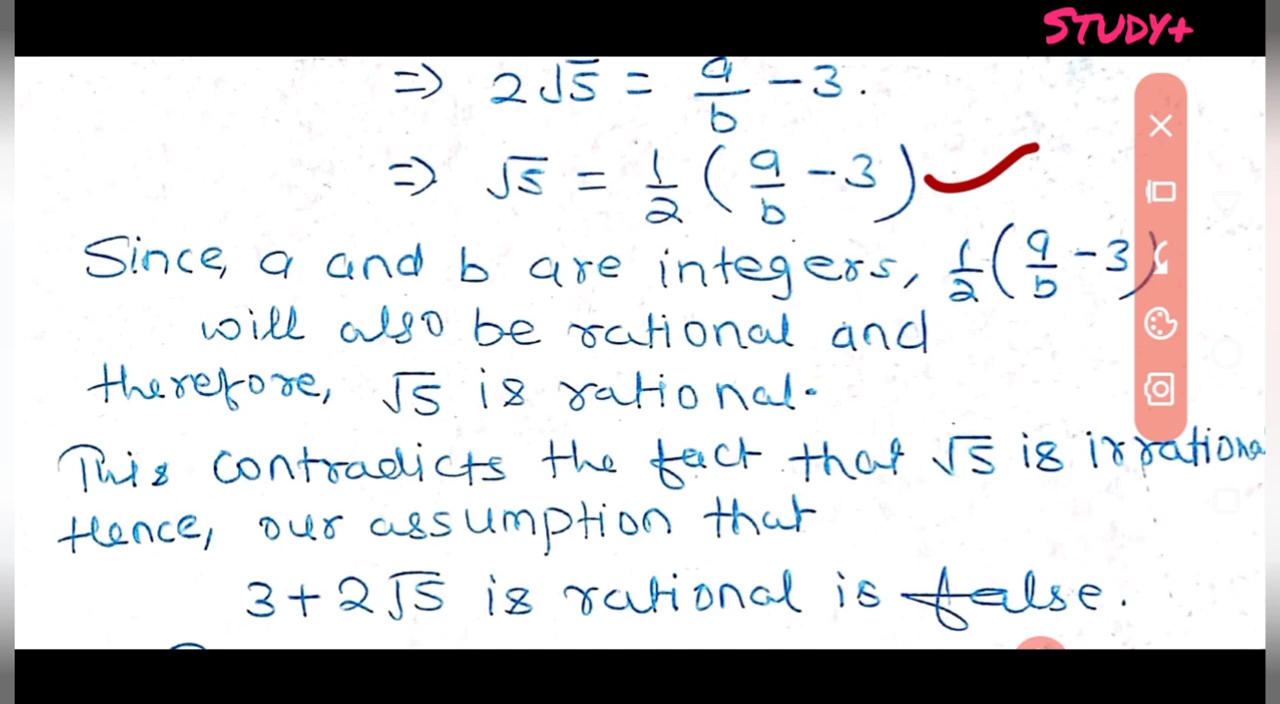 STUDY+
=> 2√5 = a/b - 3.
=> √5 = 1/2 (a/b - 3)
Since, a and b are integers, 1/2 (a/b - 3)
will also be rational and
therefore, √5 is rational.
This contradicts the fact that √5 is irrationa
Hence, our assumption that
3+2√5 is rational is false.